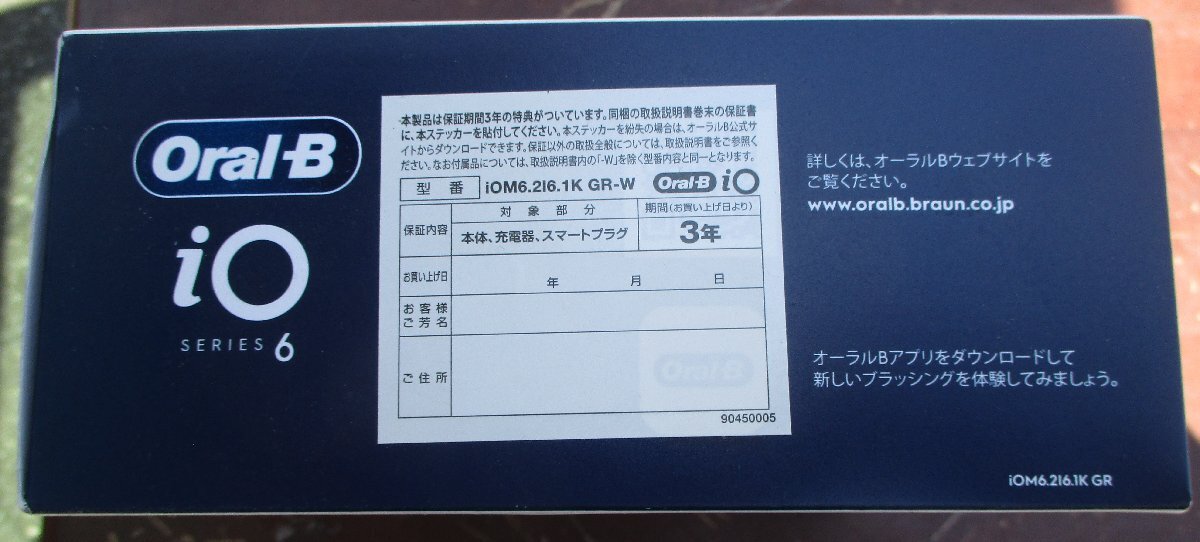 Oral-B
iO
SERIES 6
本製品は保証期間3年の特典がついています。同梱の取扱説明書巻末の保証書
に、本ステッカーを貼付してください。本ステッカーを紛失の場合は、オーラルB公式サ
イトからダウンロードできます。保証以外の取扱全般については、取扱説明書をご参照く
ださい。なお付属品については、取扱説明書内の「-W」を除く型番内容と同一となります。
型番 iOM6.2I6.1K GR-W Oral-B iO
保証内容 対象部分 期間(お買い上げ日より)
本体、充電器、スマートプラグ 3年
お買い上げ日 年 月 日
お客様
ご芳名
ご住所
Oral-B
90450005
詳しくは、オーラルBウェブサイトを
ご覧ください。
www.oralb.braun.co.jp
オーラルBアプリをダウンロードして
新しいブラッシングを体験してみましょう。
iOM6.2I6.1K GR